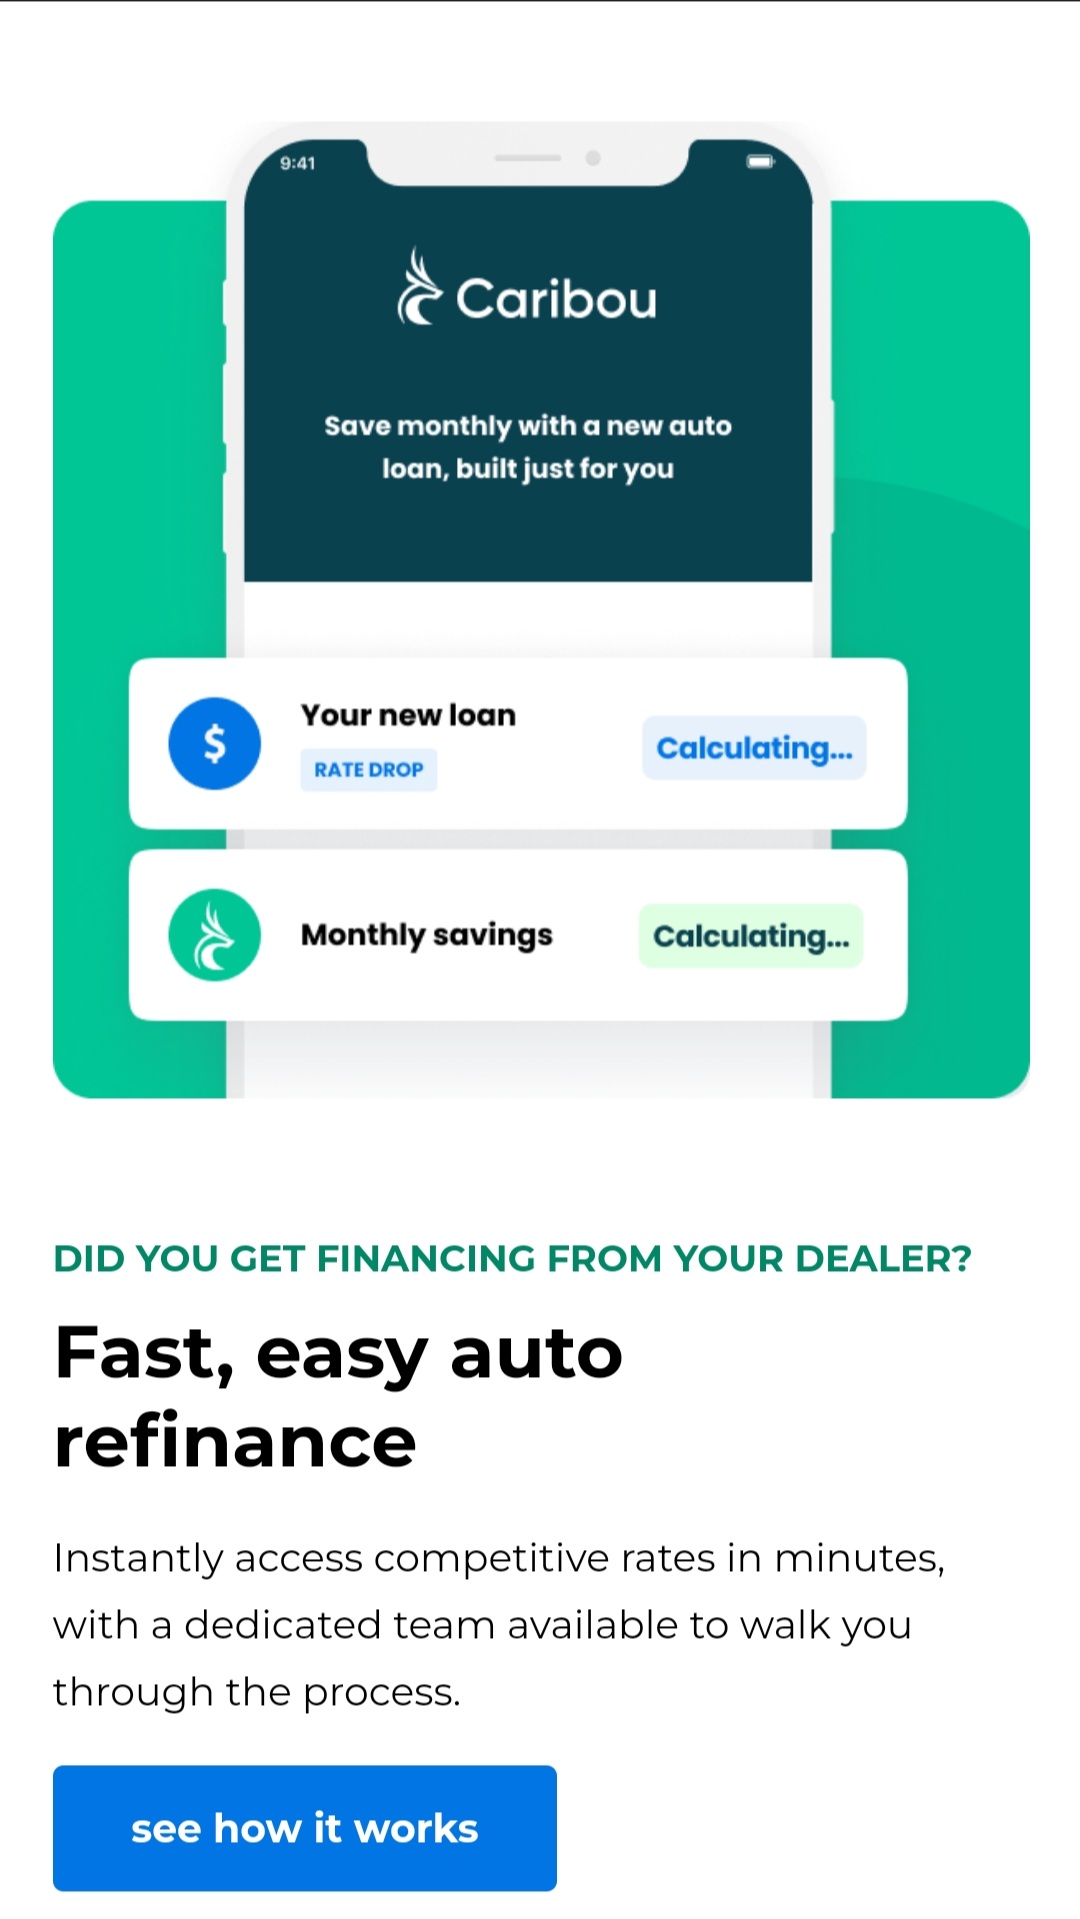 9:41
Caribou
Save monthly with a new auto
loan, built just for you
$
Your new loan
RATE DROP
Calculating...
Monthly savings
Calculating...
DID YOU GET FINANCING FROM YOUR DEALER?
Fast, easy auto
refinance
Instantly access competitive rates in minutes,
with a dedicated team available to walk you
through the process.
see how it works